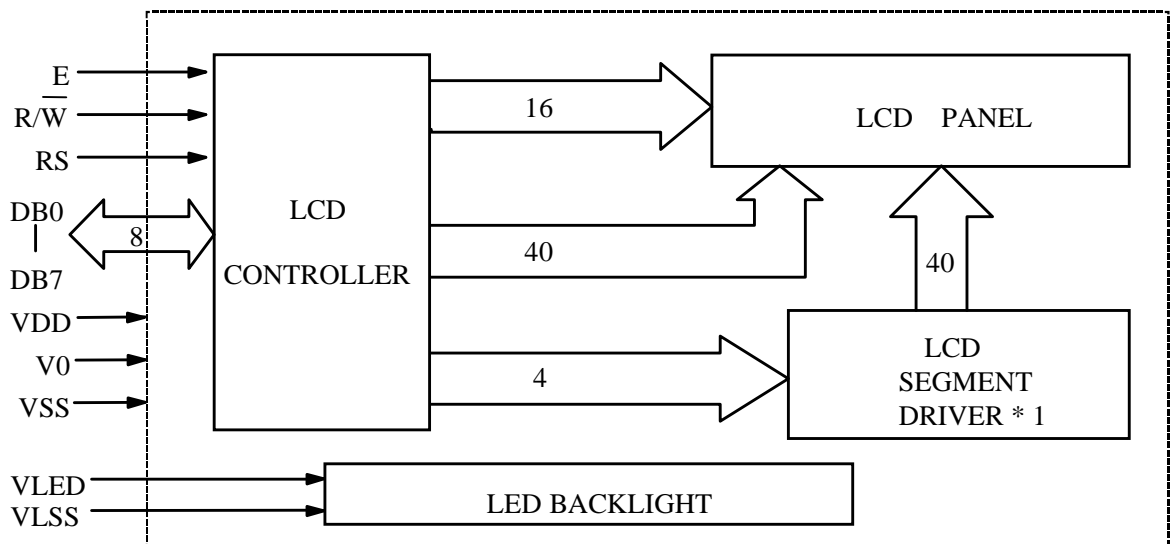 E
R/W̅
RS
DB0
DB7
8
VDD
V0
VSS
VLED
VLSS
LCD
CONTROLLER
16
40
4
LCD PANEL
40
LCD
SEGMENT
DRIVER * 1
LED BACKLIGHT